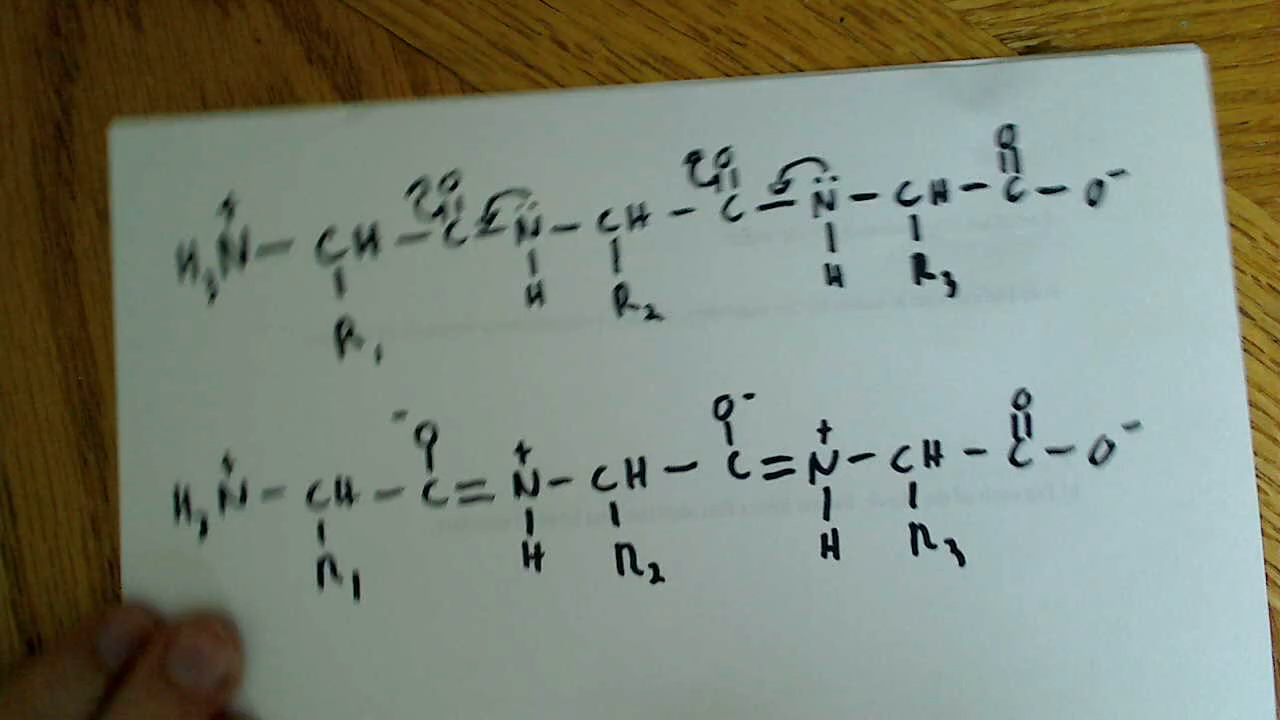 H₃N⁺ — CH — C — N̈ — CH — C — N̈ — CH — C — O⁻
O O O
H R₂ H R₃
R₁
⁻O O⁻ O
H₃N⁺ — CH — C = N⁺ — CH — C = N⁺ — CH — C — O⁻
R₁ H R₂ H R₃